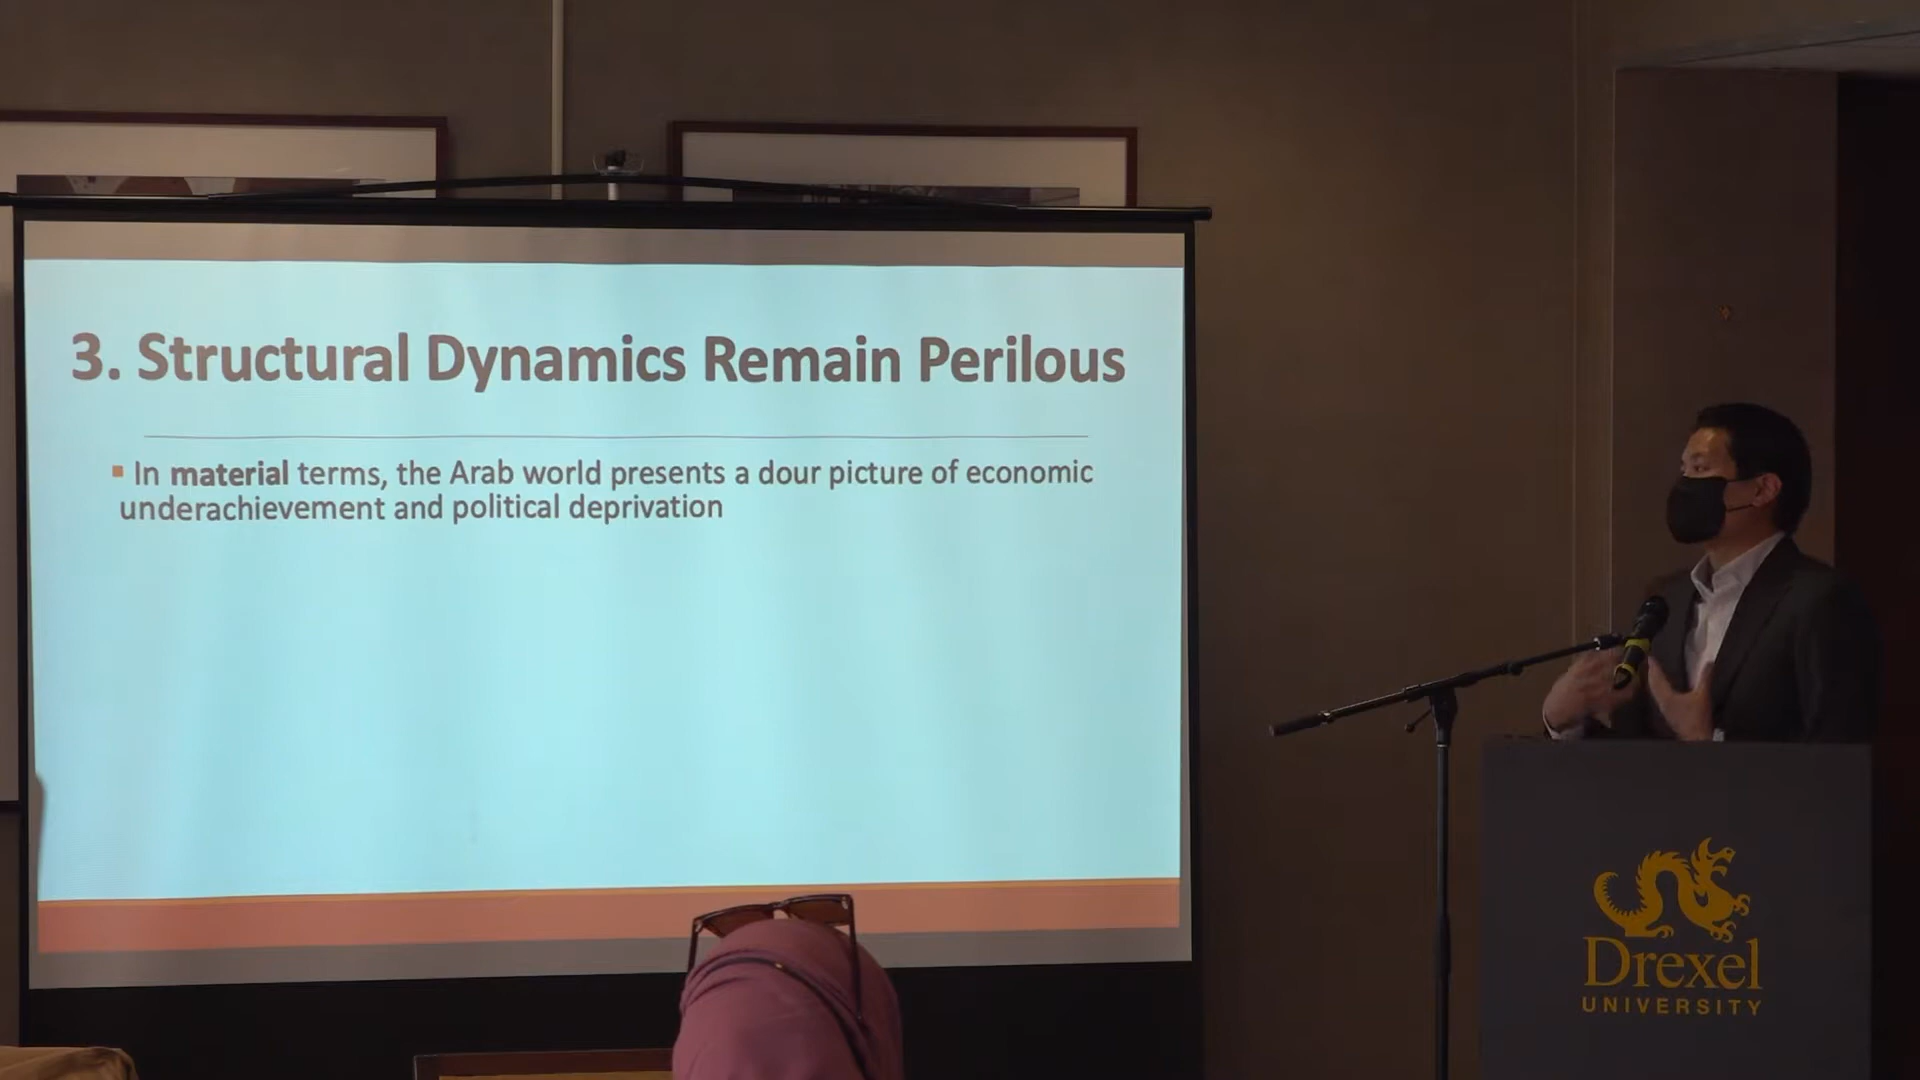 3. Structural Dynamics Remain Perilous
▪ In material terms, the Arab world presents a dour picture of economic
underachievement and political deprivation
Drexel
UNIVERSITY